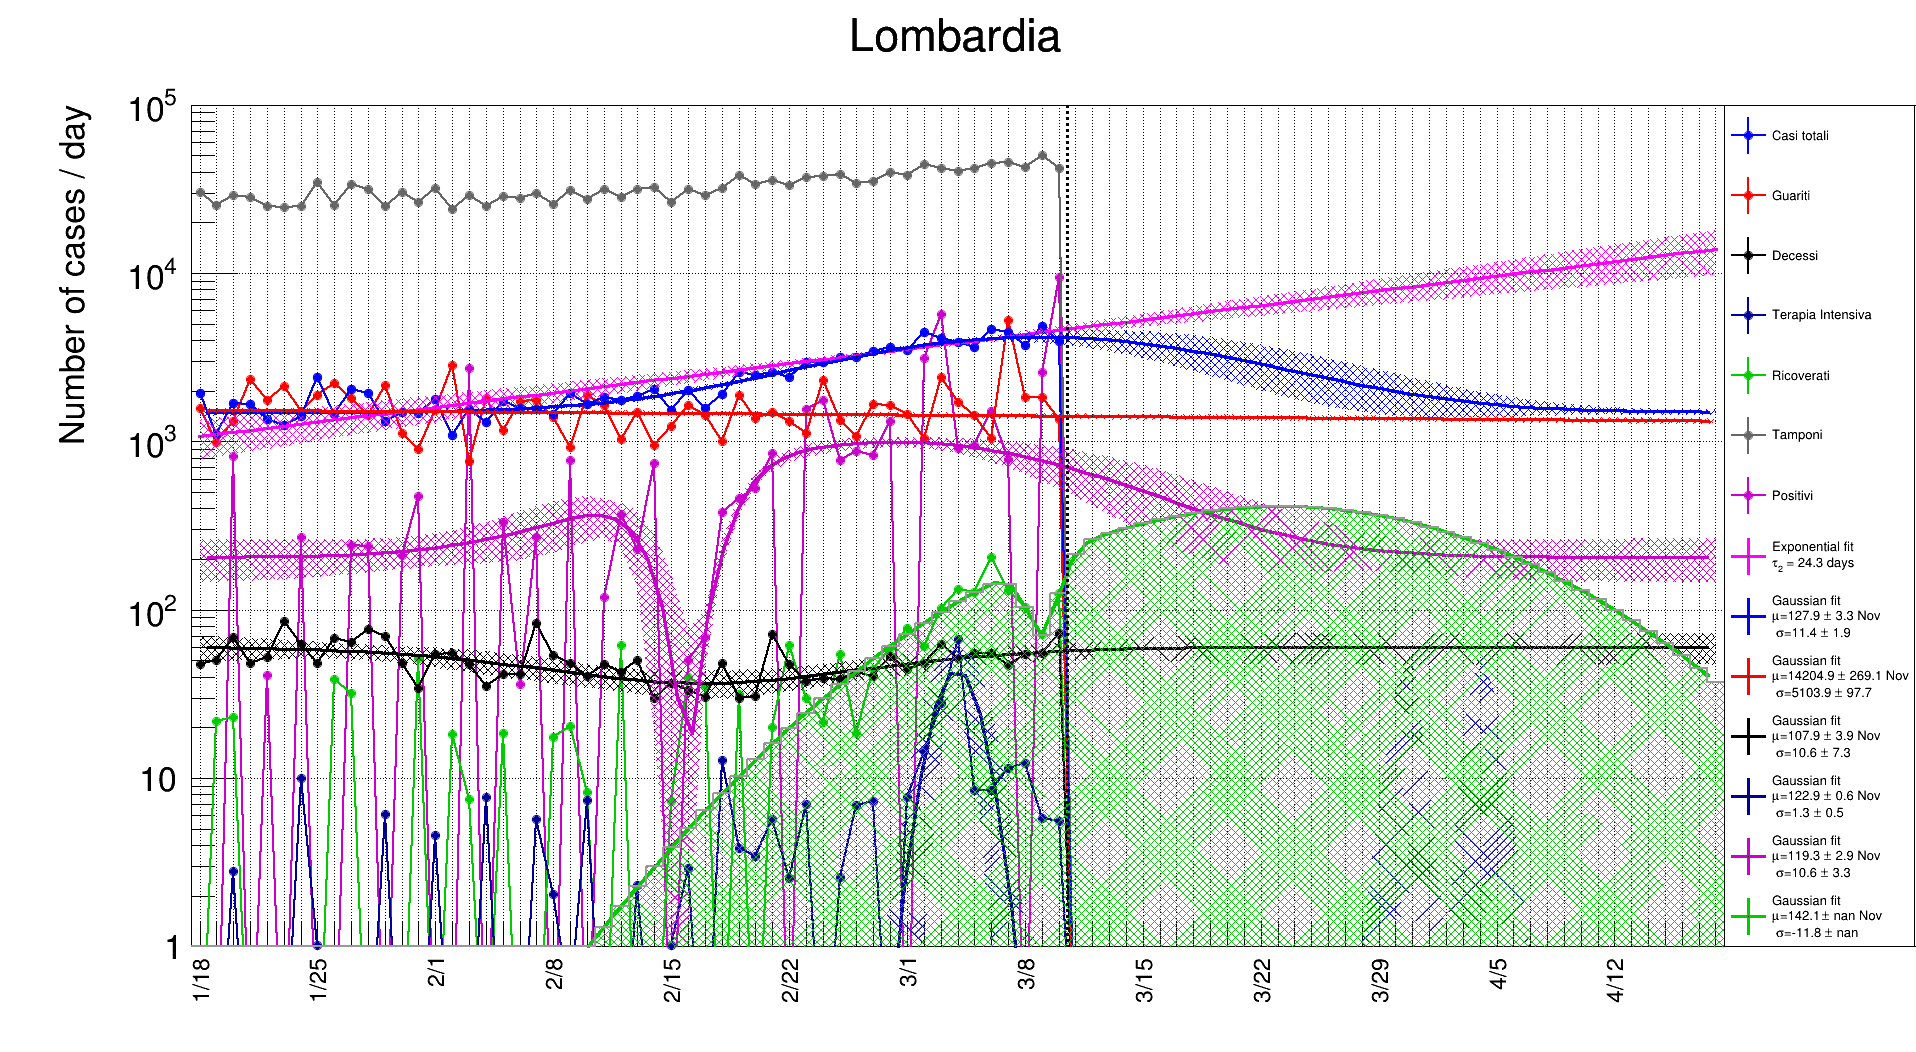 Lombardia
Number of cases / day
10^5
10^4
10^3
10^2
10
1
1/18
1/25
2/1
2/8
2/15
2/22
3/1
3/8
3/15
3/22
3/29
4/5
4/12
Casi totali
Guariti
Decessi
Terapia Intensiva
Ricoverati
Tamponi
Positivi
Exponential fit
τ2 = 24.3 days
Gaussian fit
μ=127.9 ± 3.3 Nov
σ=11.4 ± 1.9
Gaussian fit
μ=14204.9 ± 269.1 Nov
σ=5103.9 ± 97.7
Gaussian fit
μ=107.9 ± 3.9 Nov
σ=10.6 ± 7.3
Gaussian fit
μ=122.9 ± 0.6 Nov
σ=1.3 ± 0.5
Gaussian fit
μ=119.3 ± 2.9 Nov
σ=10.6 ± 3.3
Gaussian fit
μ=142.1 ± nan Nov
σ=-11.8 ± nan